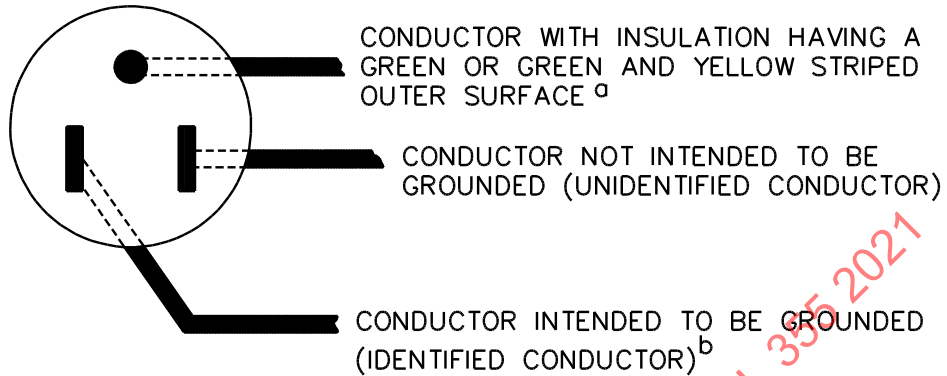 CONDUCTOR WITH INSULATION HAVING A
GREEN OR GREEN AND YELLOW STRIPED
OUTER SURFACE a
CONDUCTOR NOT INTENDED TO BE
GROUNDED (UNIDENTIFIED CONDUCTOR)
CONDUCTOR INTENDED TO BE GROUNDED
(IDENTIFIED CONDUCTOR) b
355 2021